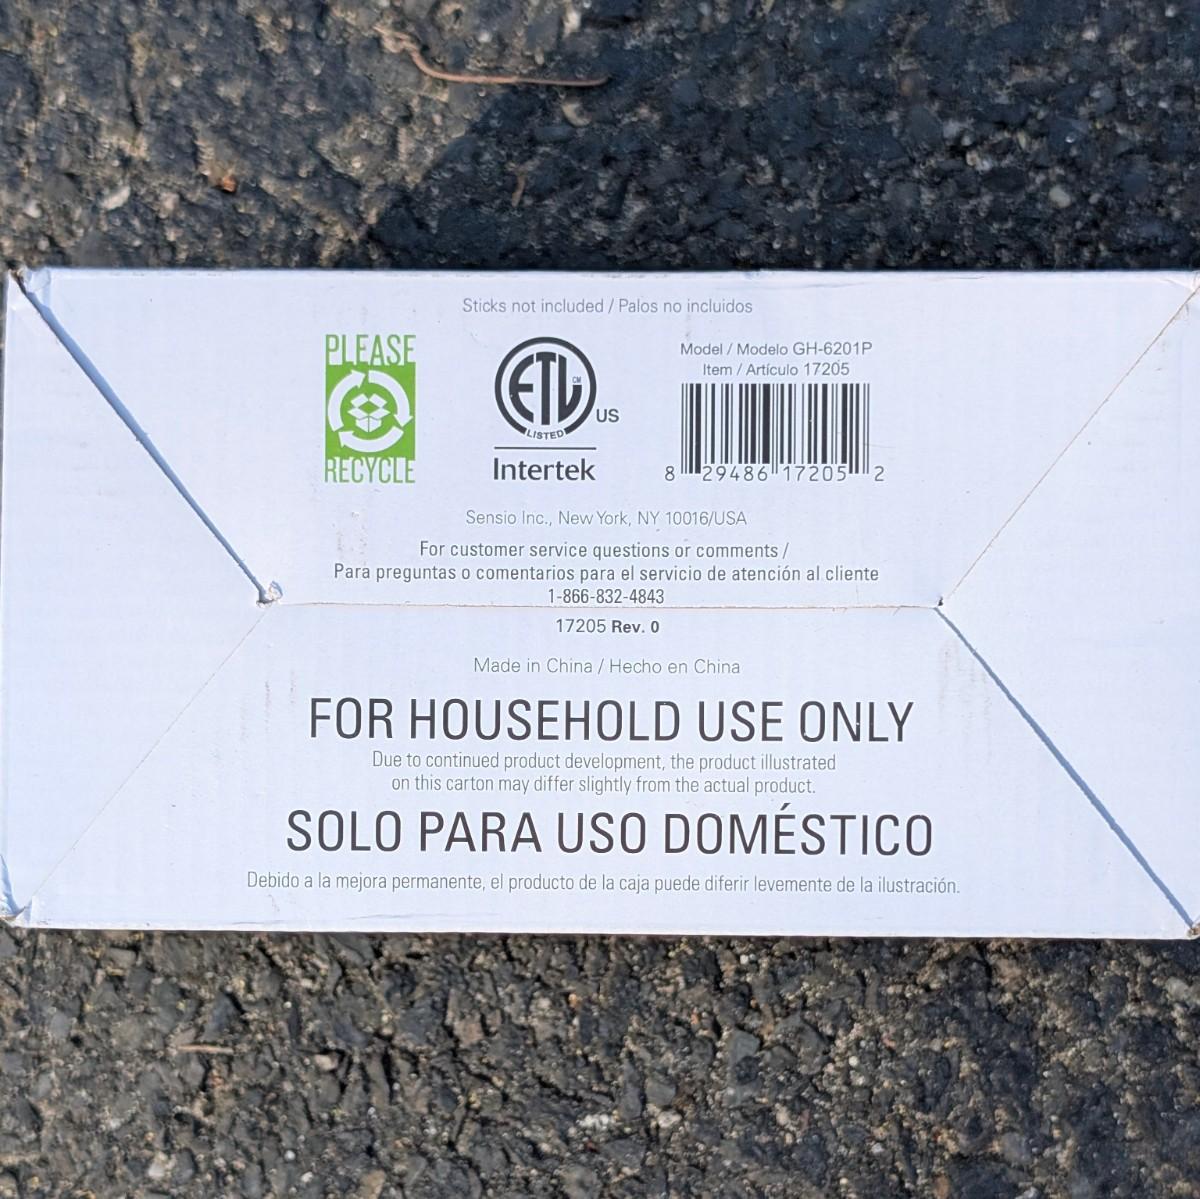 Sticks not included / Palos no incluidos
PLEASE
RECYCLE
ETL CM
LISTED
US
Intertek
Model / Modelo GH-6201P
Item / Artículo 17205
8 29486 17205 2
Sensio Inc., New York, NY 10016/USA
For customer service questions or comments /
Para preguntas o comentarios para el servicio de atención al cliente
1-866-832-4843
17205 Rev. 0
Made in China / Hecho en China
FOR HOUSEHOLD USE ONLY
Due to continued product development, the product illustrated
on this carton may differ slightly from the actual product.
SOLO PARA USO DOMÉSTICO
Debido a la mejora permanente, el producto de la caja puede diferir levemente de la ilustración.